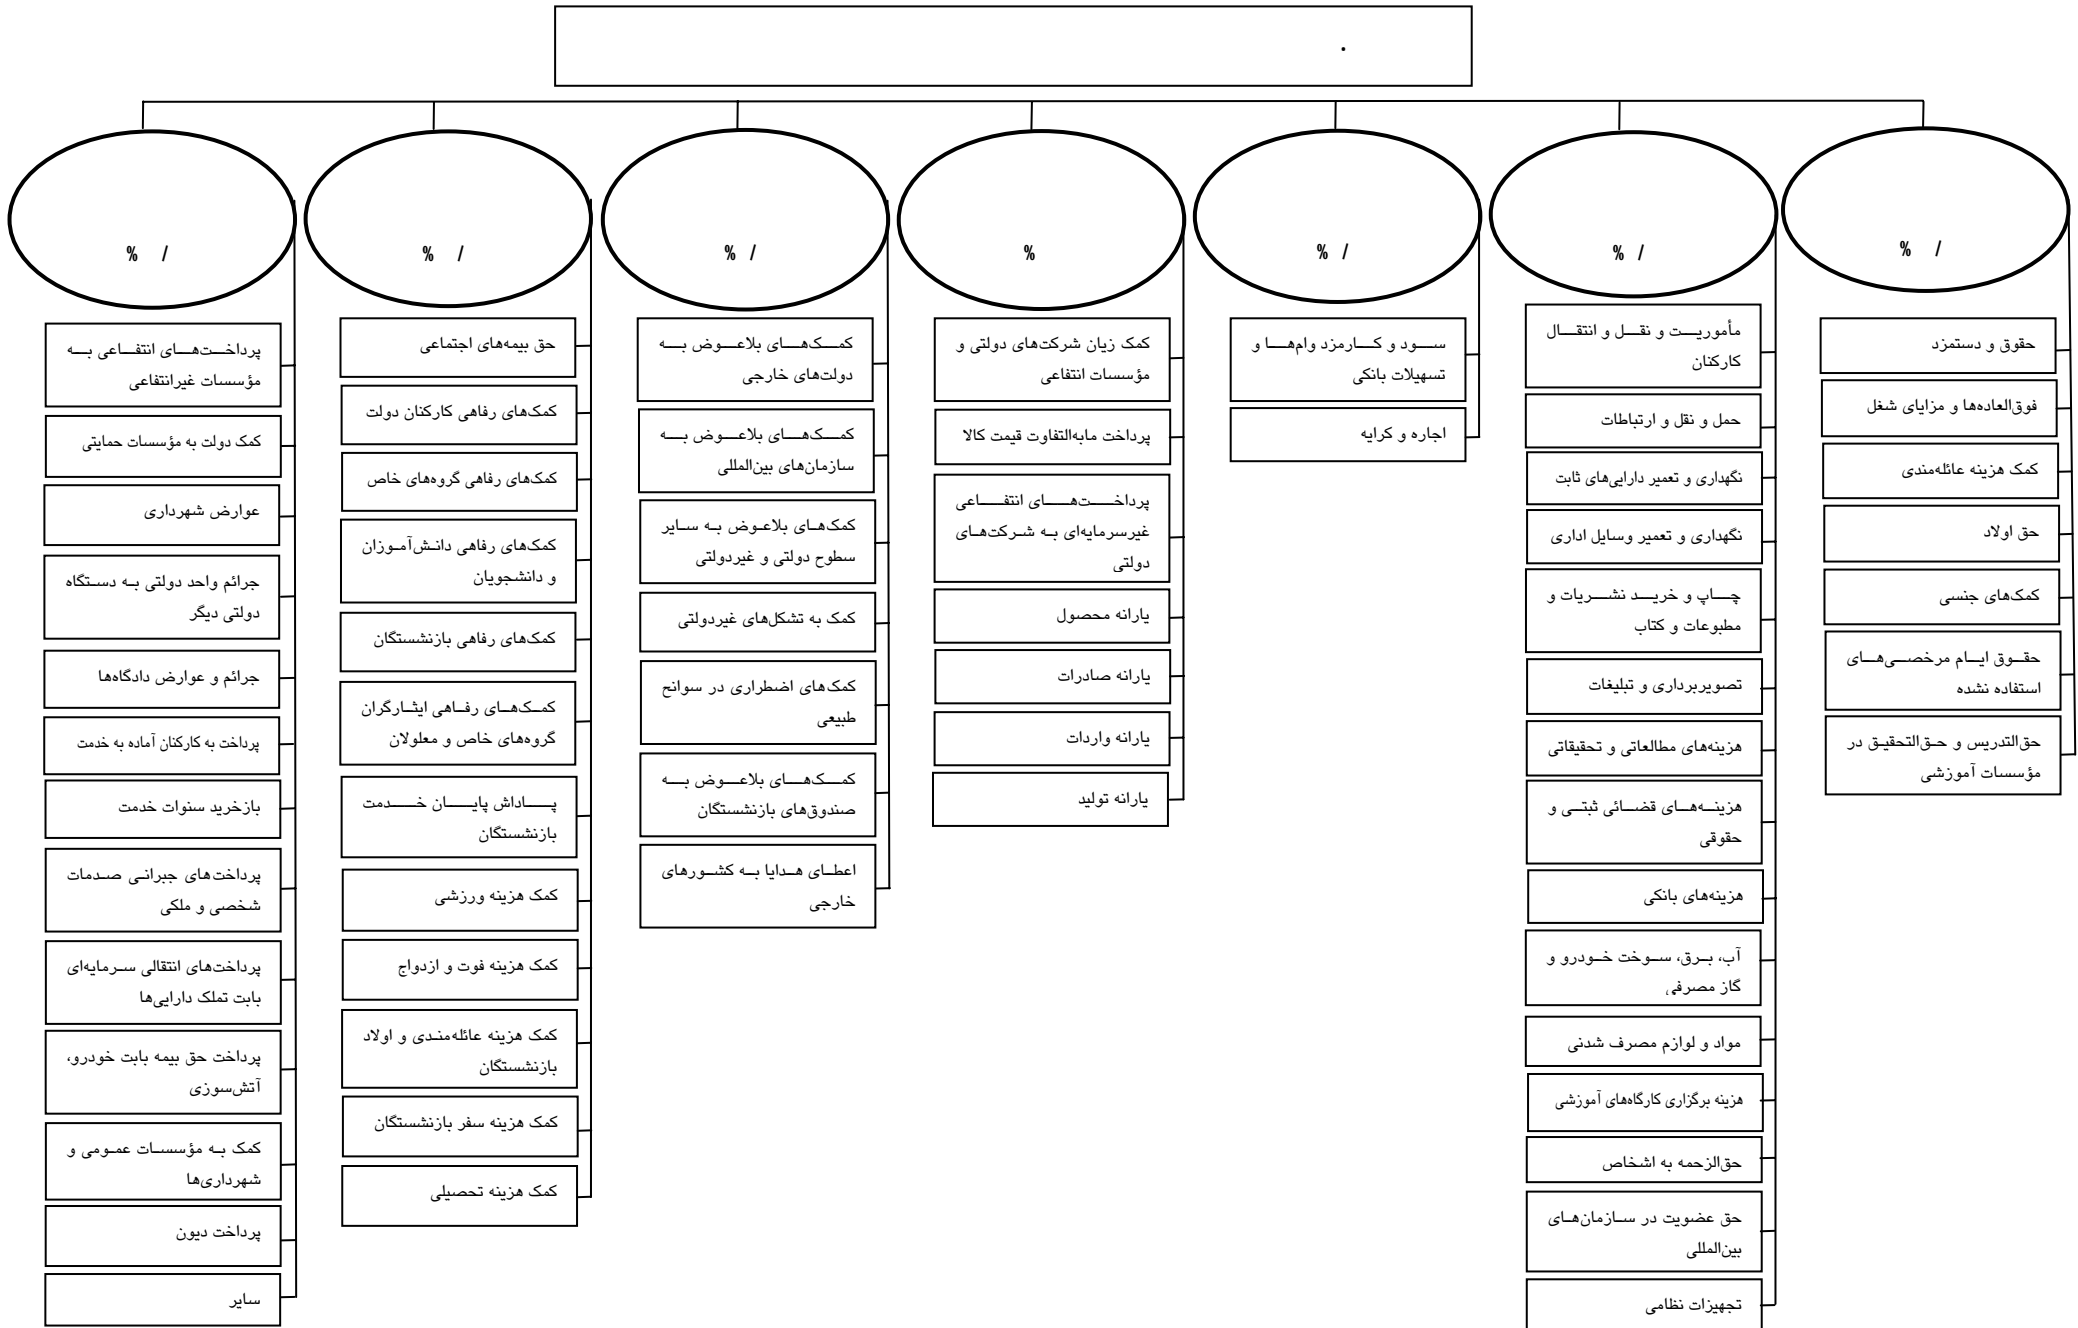 .
/ %
حقوق و دستمزد
فوق‌العاده‌ها و مزایای شغل
کمک هزینه عائله‌مندی
حق اولاد
کمک‌های جنسی
حقوق ایام مرخصی‌های
استفاده نشده
حق‌التدریس و حق‌التحقیق در
مؤسسات آموزشی
/ %
مأموریت و نقل و انتقال
کارکنان
حمل و نقل و ارتباطات
نگهداری و تعمیر دارایی‌های ثابت
نگهداری و تعمیر وسایل اداری
چاپ و خرید نشریات و
مطبوعات و کتاب
تصویربرداری و تبلیغات
هزینه‌های مطالعاتی و تحقیقاتی
هزینه‌های قضائی ثبتی و
حقوقی
هزینه‌های بانکی
آب، برق، سوخت خودرو و
گاز مصرفی
مواد و لوازم مصرف شدنی
هزینه برگزاری کارگاه‌های آموزشی
حق‌الزحمه به اشخاص
حق عضویت در سازمان‌های
بین‌المللی
تجهیزات نظامی
/ %
سود و کارمزد وام‌ها و
تسهیلات بانکی
اجاره و کرایه
%
کمک زیان شرکت‌های دولتی و
مؤسسات انتفاعی
پرداخت مابه‌التفاوت قیمت کالا
پرداخت‌های انتفاعی
غیرسرمایه‌ای به شرکت‌های
دولتی
یارانه محصول
یارانه صادرات
یارانه واردات
یارانه تولید
/ %
کمک‌های بلاعوض به
دولت‌های خارجی
کمک‌های بلاعوض به
سازمان‌های بین‌المللی
کمک‌های بلاعوض به سایر
سطوح دولتی و غیردولتی
کمک به تشکل‌های غیردولتی
کمک‌های اضطراری در سوانح
طبیعی
کمک‌های بلاعوض به
صندوق‌های بازنشستگان
اعطای هدایا به کشورهای
خارجی
/ %
حق بیمه‌های اجتماعی
کمک‌های رفاهی کارکنان دولت
کمک‌های رفاهی گروه‌های خاص
کمک‌های رفاهی دانش‌آموزان
و دانشجویان
کمک‌های رفاهی بازنشستگان
کمک‌های رفاهی ایثارگران
گروه‌های خاص و معلولان
پاداش پایان خدمت
بازنشستگان
کمک هزینه ورزشی
کمک هزینه فوت و ازدواج
کمک هزینه عائله‌مندی و اولاد
بازنشستگان
کمک هزینه سفر بازنشستگان
کمک هزینه تحصیلی
/ %
پرداخت‌های انتفاعی به
مؤسسات غیرانتفاعی
کمک دولت به مؤسسات حمایتی
عوارض شهرداری
جرائم واحد دولتی به دستگاه
دولتی دیگر
جرائم و عوارض دادگاه‌ها
پرداخت به کارکنان آماده به خدمت
بازخرید سنوات خدمت
پرداخت‌های جبرانی صدمات
شخصی و ملکی
پرداخت‌های انتقالی سرمایه‌ای
بابت تملک دارایی‌ها
پرداخت حق بیمه بابت خودرو،
آتش‌سوزی
کمک به مؤسسات عمومی و
شهرداری‌ها
پرداخت دیون
سایر